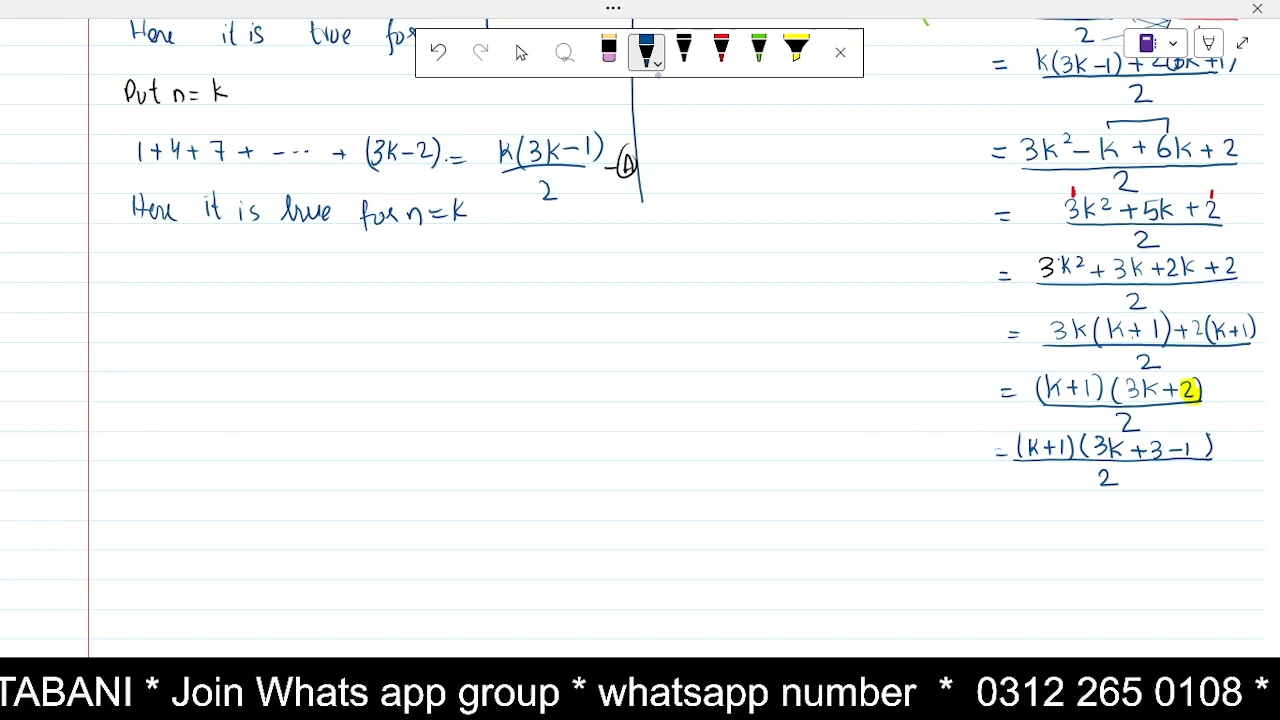 Here it is true for
Put n = k
1 + 4 + 7 + --- + (3k-2) = k(3k-1)/2 - (A)
Here it is true for n = k
2
= k(3k-1) + 2(3k+1)/2
= 3k² - k + 6k + 2/2
= 3k² + 5k + 2/2
= 3k² + 3k + 2k + 2/2
= 3k(k+1) + 2(k+1)/2
= (k+1)(3k+2)/2
= (k+1)(3k+3-1)/2
TABANI * Join Whats app group * whatsapp number * 0312 265 0108 *